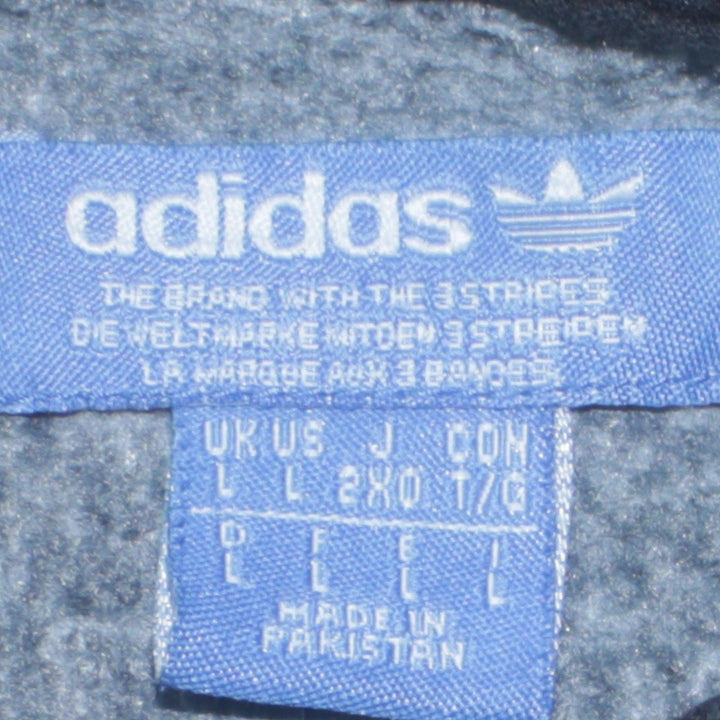 adidas
THE BRAND WITH THE 3 STRIPES
DIE WELTMARKE MIT DEN 3 STREIFEN
LA MARQUE AUX 3 BANDES
UK US J CON
L L 2XO T/G
D F E I
L L L L
MADE IN
PAKISTAN